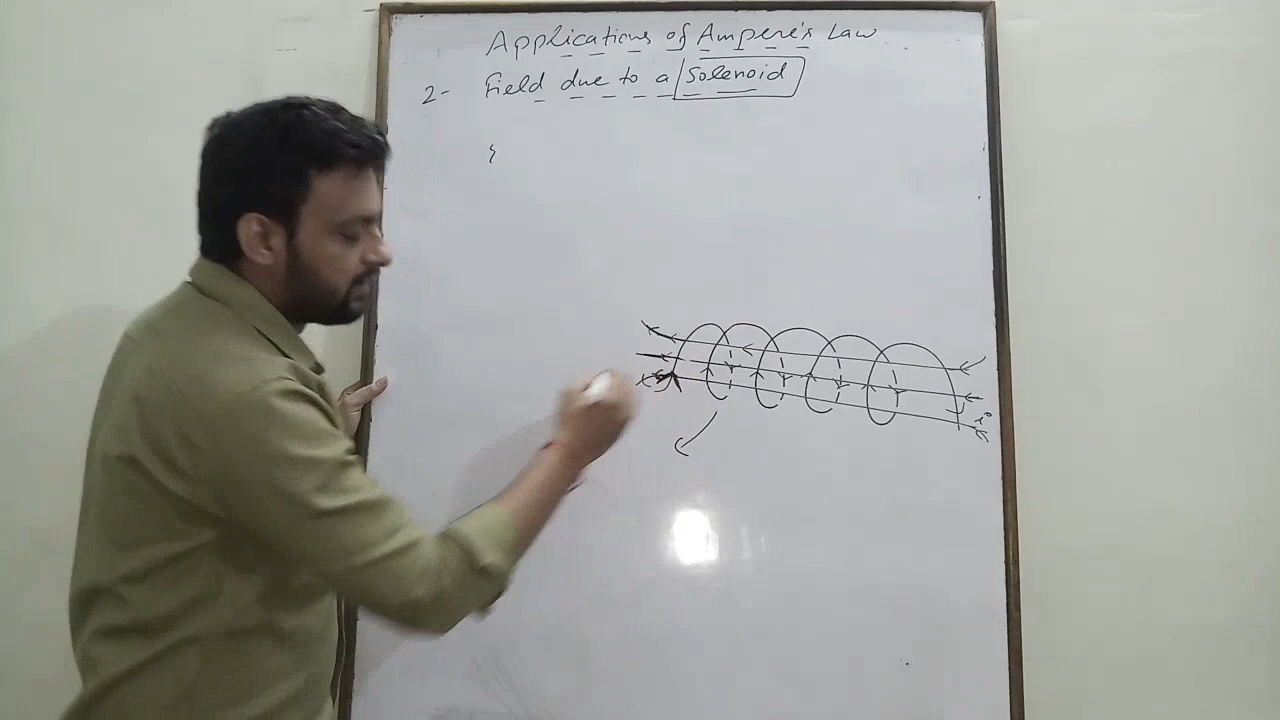 Applications of Ampere's Law
2- Field due to a Solenoid
i